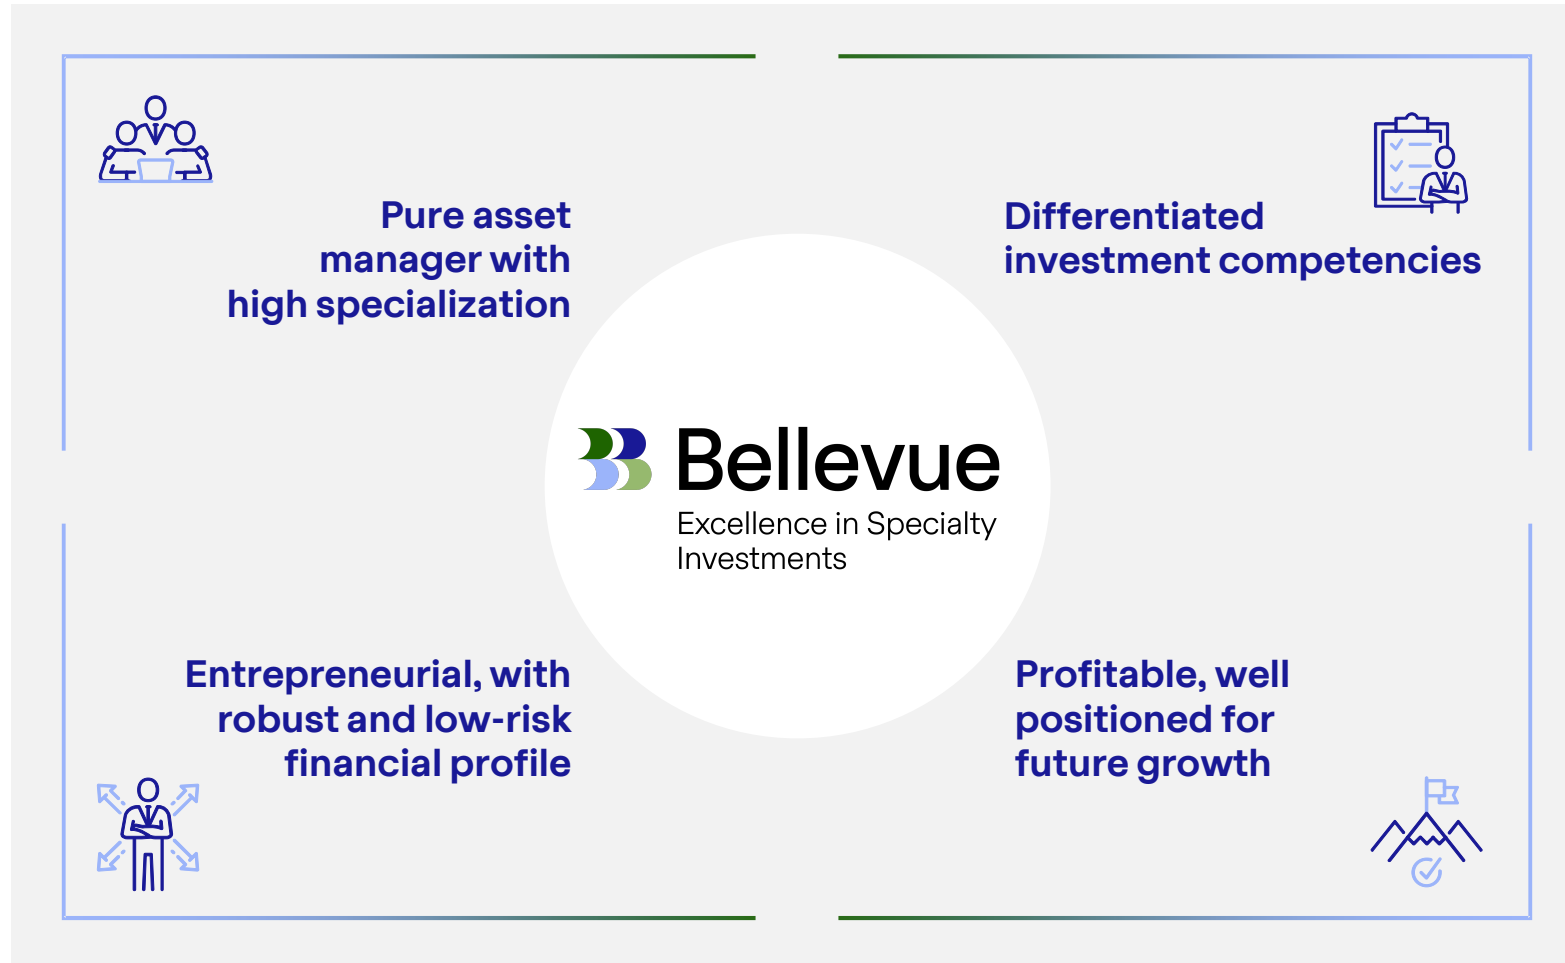 Pure asset
manager with
high specialization
Differentiated
investment competencies
Bellevue
Excellence in Specialty
Investments
Entrepreneurial, with
robust and low-risk
financial profile
Profitable, well
positioned for
future growth